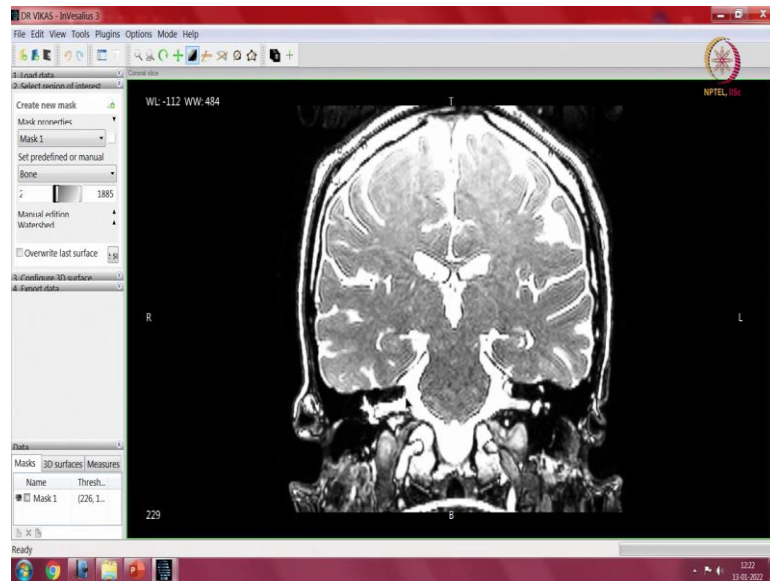 DR VIKAS - InVesalius 3
File Edit View Tools Plugins Options Mode Help
1. Load data
2. Select region of interest
Create new mask
Mask properties
Mask 1
Set predefined or manual
Bone
1885
Manual edition
Watershed
Overwrite last surface
3. Configure 3D surface
4. Export data
Data
Masks 3D surfaces Measures
Name Thresh..
Mask 1 (226, 1...
Ready
Coronal slice
WL: -112 WW: 484
T
R
L
229
B
NPTEL, IISc
12:22
13-01-2022